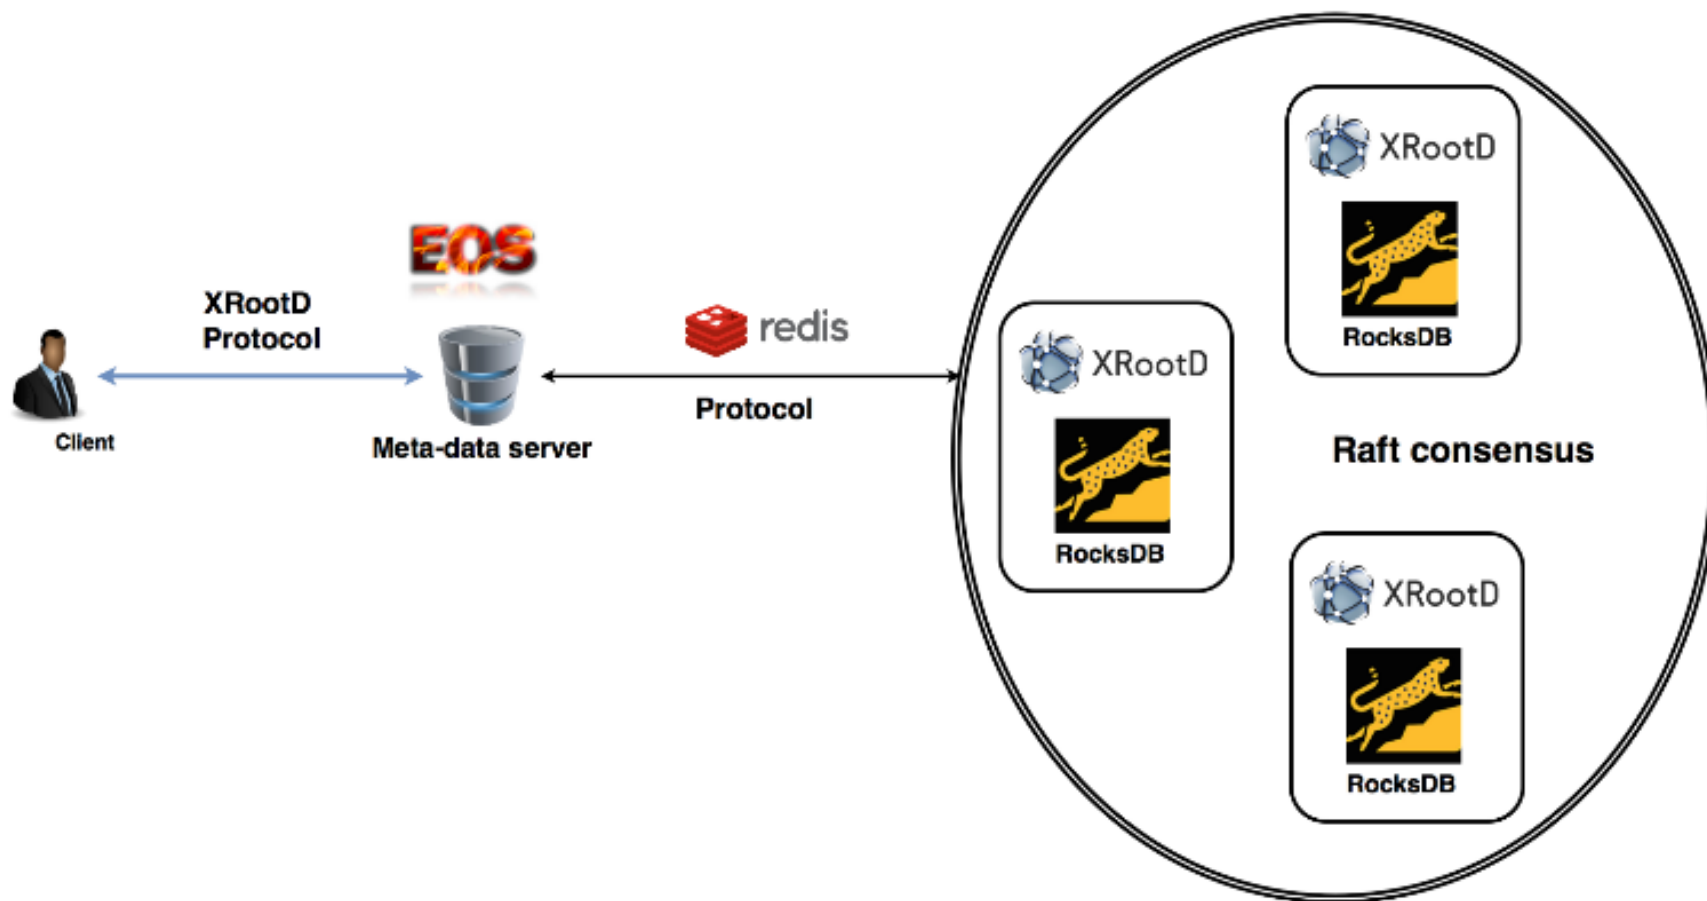 EOS
XRootD
Protocol
Client
Meta-data server
redis
Protocol
XRootD
RocksDB
XRootD
RocksDB
Raft consensus
XRootD
RocksDB